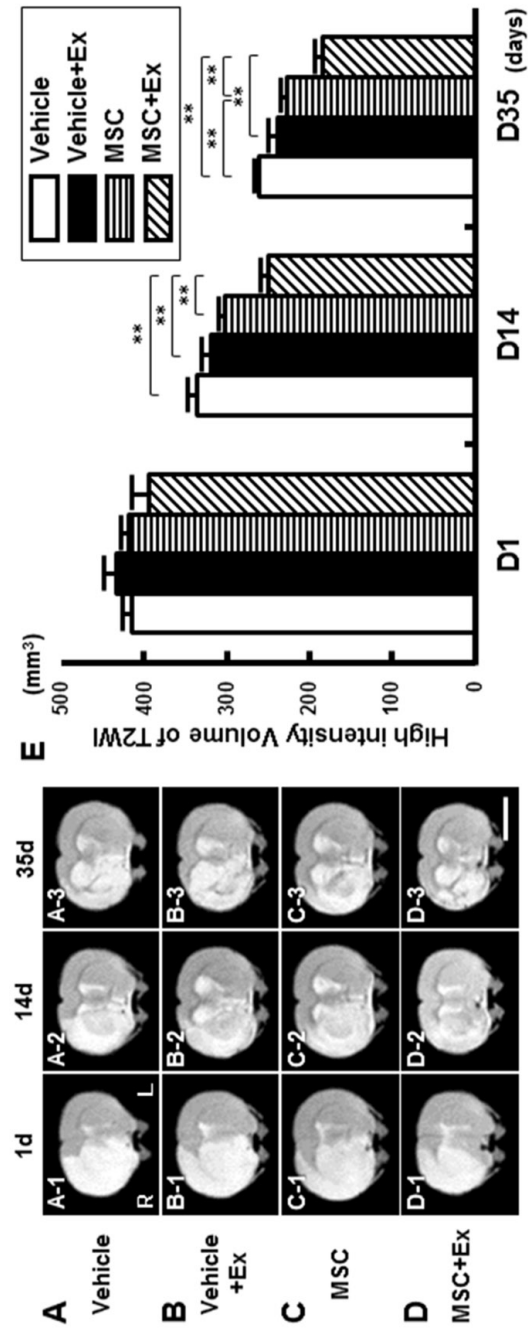 1d 14d 35d
A Vehicle
A-1 A-2 A-3
R L
B Vehicle
+Ex
B-1 B-2 B-3
C MSC
C-1 C-2 C-3
D MSC+Ex
D-1 D-2 D-3
E
(mm³)
High intensity Volume of T2WI
500
400
300
200
100
0
Vehicle
Vehicle+Ex
MSC
MSC+Ex
**
**
**
**
**
**
**
D1 D14 D35 (days)